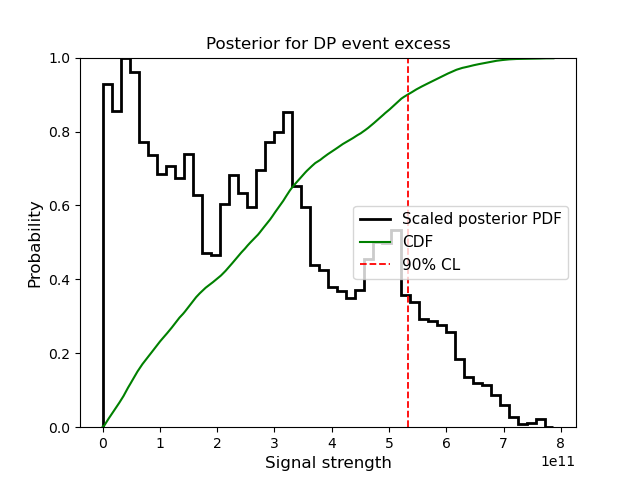 Posterior for DP event excess
Probability
1.0
0.8
0.6
0.4
0.2
0.0
Scaled posterior PDF
CDF
90% CL
0 1 2 3 4 5 6 7 8
1e11
Signal strength